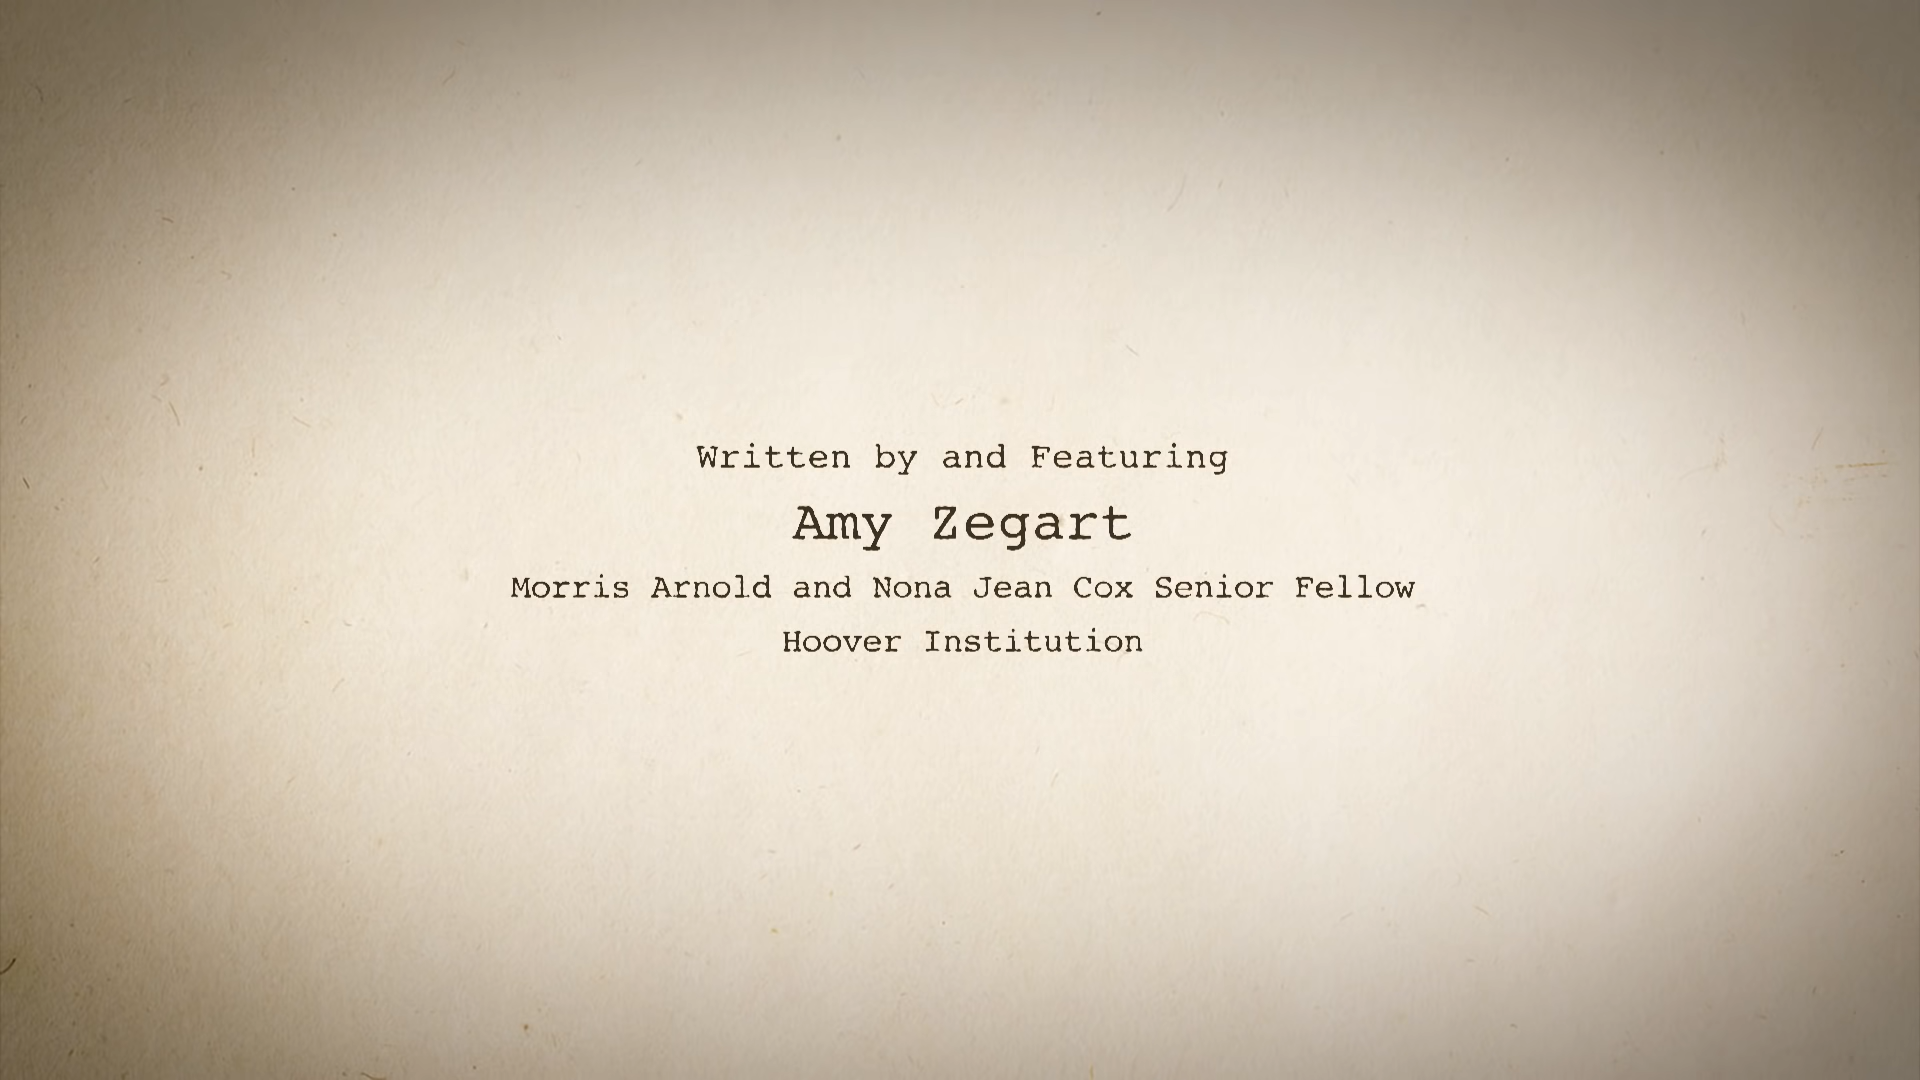 Written by and Featuring
Amy Zegart
Morris Arnold and Nona Jean Cox Senior Fellow
Hoover Institution